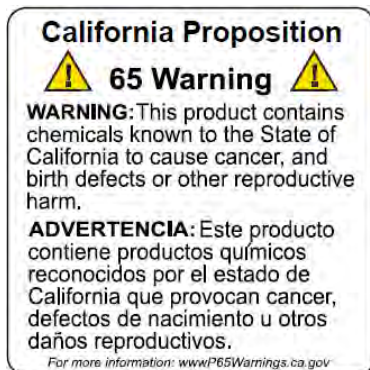 California Proposition
65 Warning
WARNING: This product contains
chemicals known to the State of
California to cause cancer, and
birth defects or other reproductive
harm.
ADVERTENCIA: Este producto
contiene productos químicos
reconocidos por el estado de
California que provocan cancer,
defectos de nacimiento u otros
daños reproductivos.
For more information: www.P65Warnings.ca.gov